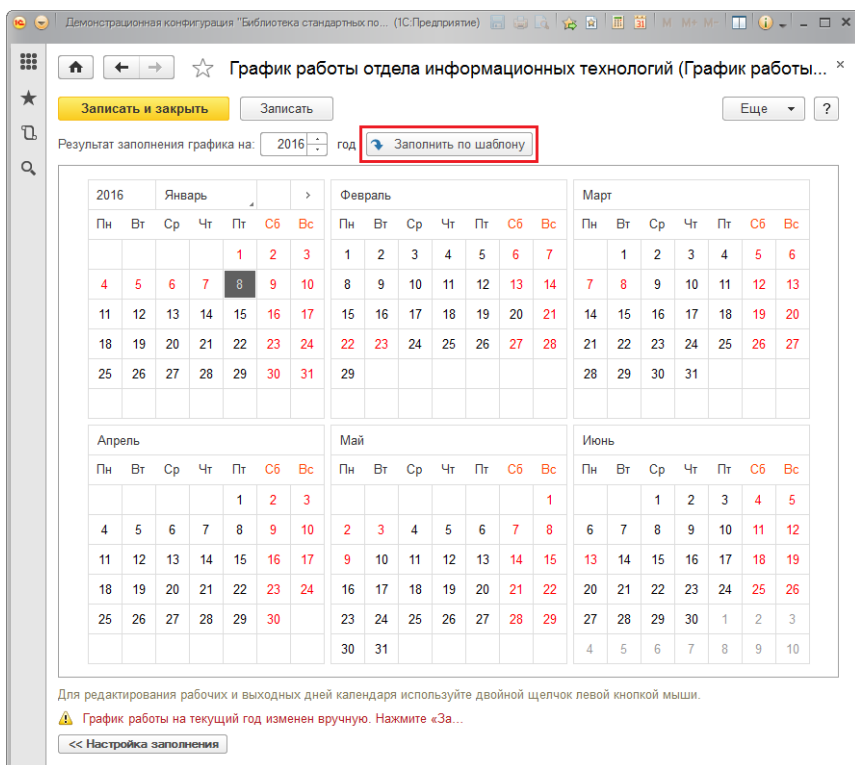 Демонстрационная конфигурация "Библиотека стандартных по... (1С:Предприятие) M M+ M-
График работы отдела информационных технологий (График работы...
Записать и закрыть Записать Еще ?
Результат заполнения графика на: 2016 год Заполнить по шаблону
2016 Январь Февраль Март
Пн Вт Ср Чт Пт Сб Вс Пн Вт Ср Чт Пт Сб Вс Пн Вт Ср Чт Пт Сб Вс
1 2 3 1 2 3 4 5 6 7 1 2 3 4 5 6
4 5 6 7 8 9 10 8 9 10 11 12 13 14 7 8 9 10 11 12 13
11 12 13 14 15 16 17 15 16 17 18 19 20 21 14 15 16 17 18 19 20
18 19 20 21 22 23 24 22 23 24 25 26 27 28 21 22 23 24 25 26 27
25 26 27 28 29 30 31 29 28 29 30 31
Апрель Май Июнь
Пн Вт Ср Чт Пт Сб Вс Пн Вт Ср Чт Пт Сб Вс Пн Вт Ср Чт Пт Сб Вс
1 2 3 1 1 2 3 4 5
4 5 6 7 8 9 10 2 3 4 5 6 7 8 6 7 8 9 10 11 12
11 12 13 14 15 16 17 9 10 11 12 13 14 15 13 14 15 16 17 18 19
18 19 20 21 22 23 24 16 17 18 19 20 21 22 20 21 22 23 24 25 26
25 26 27 28 29 30 23 24 25 26 27 28 29 27 28 29 30 1 2 3
30 31 4 5 6 7 8 9 10
Для редактирования рабочих и выходных дней календаря используйте двойной щелчок левой кнопкой мыши.
График работы на текущий год изменен вручную. Нажмите «За...
<< Настройка заполнения